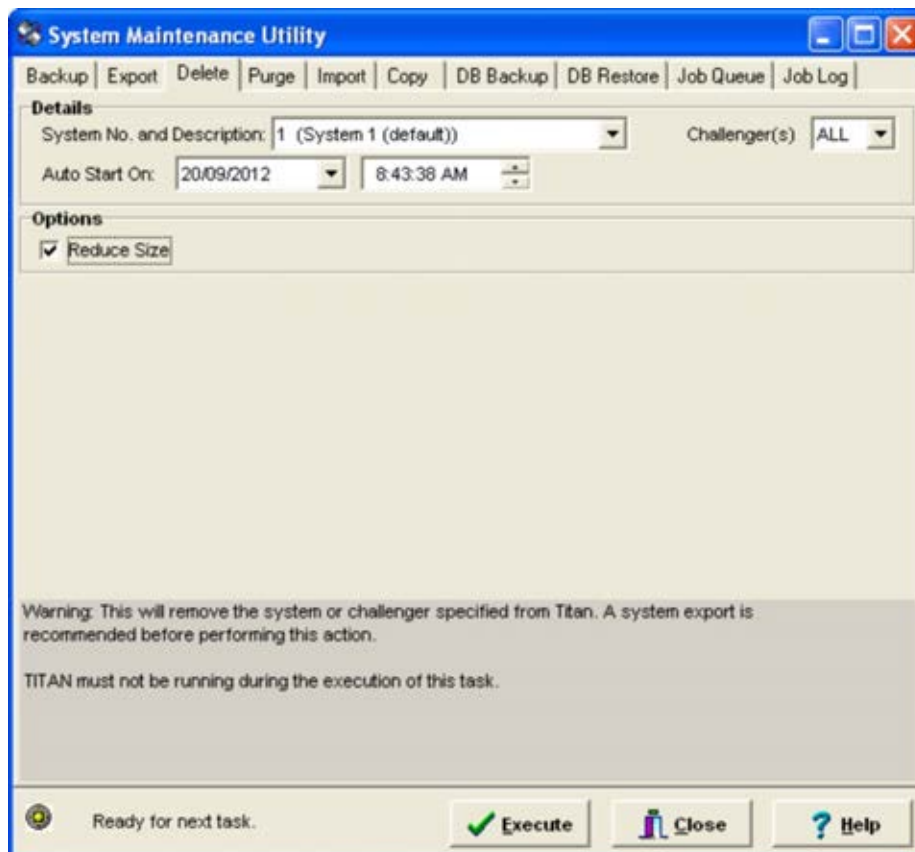 System Maintenance Utility
Backup Export Delete Purge Import Copy DB Backup DB Restore Job Queue Job Log
Details
System No. and Description: 1 (System 1 (default)) Challenger(s) ALL
Auto Start On: 20/09/2012 8:43:38 AM
Options
Reduce Size
Warning: This will remove the system or challenger specified from Titan. A system export is
recommended before performing this action.
TITAN must not be running during the execution of this task.
Ready for next task. Execute Close Help